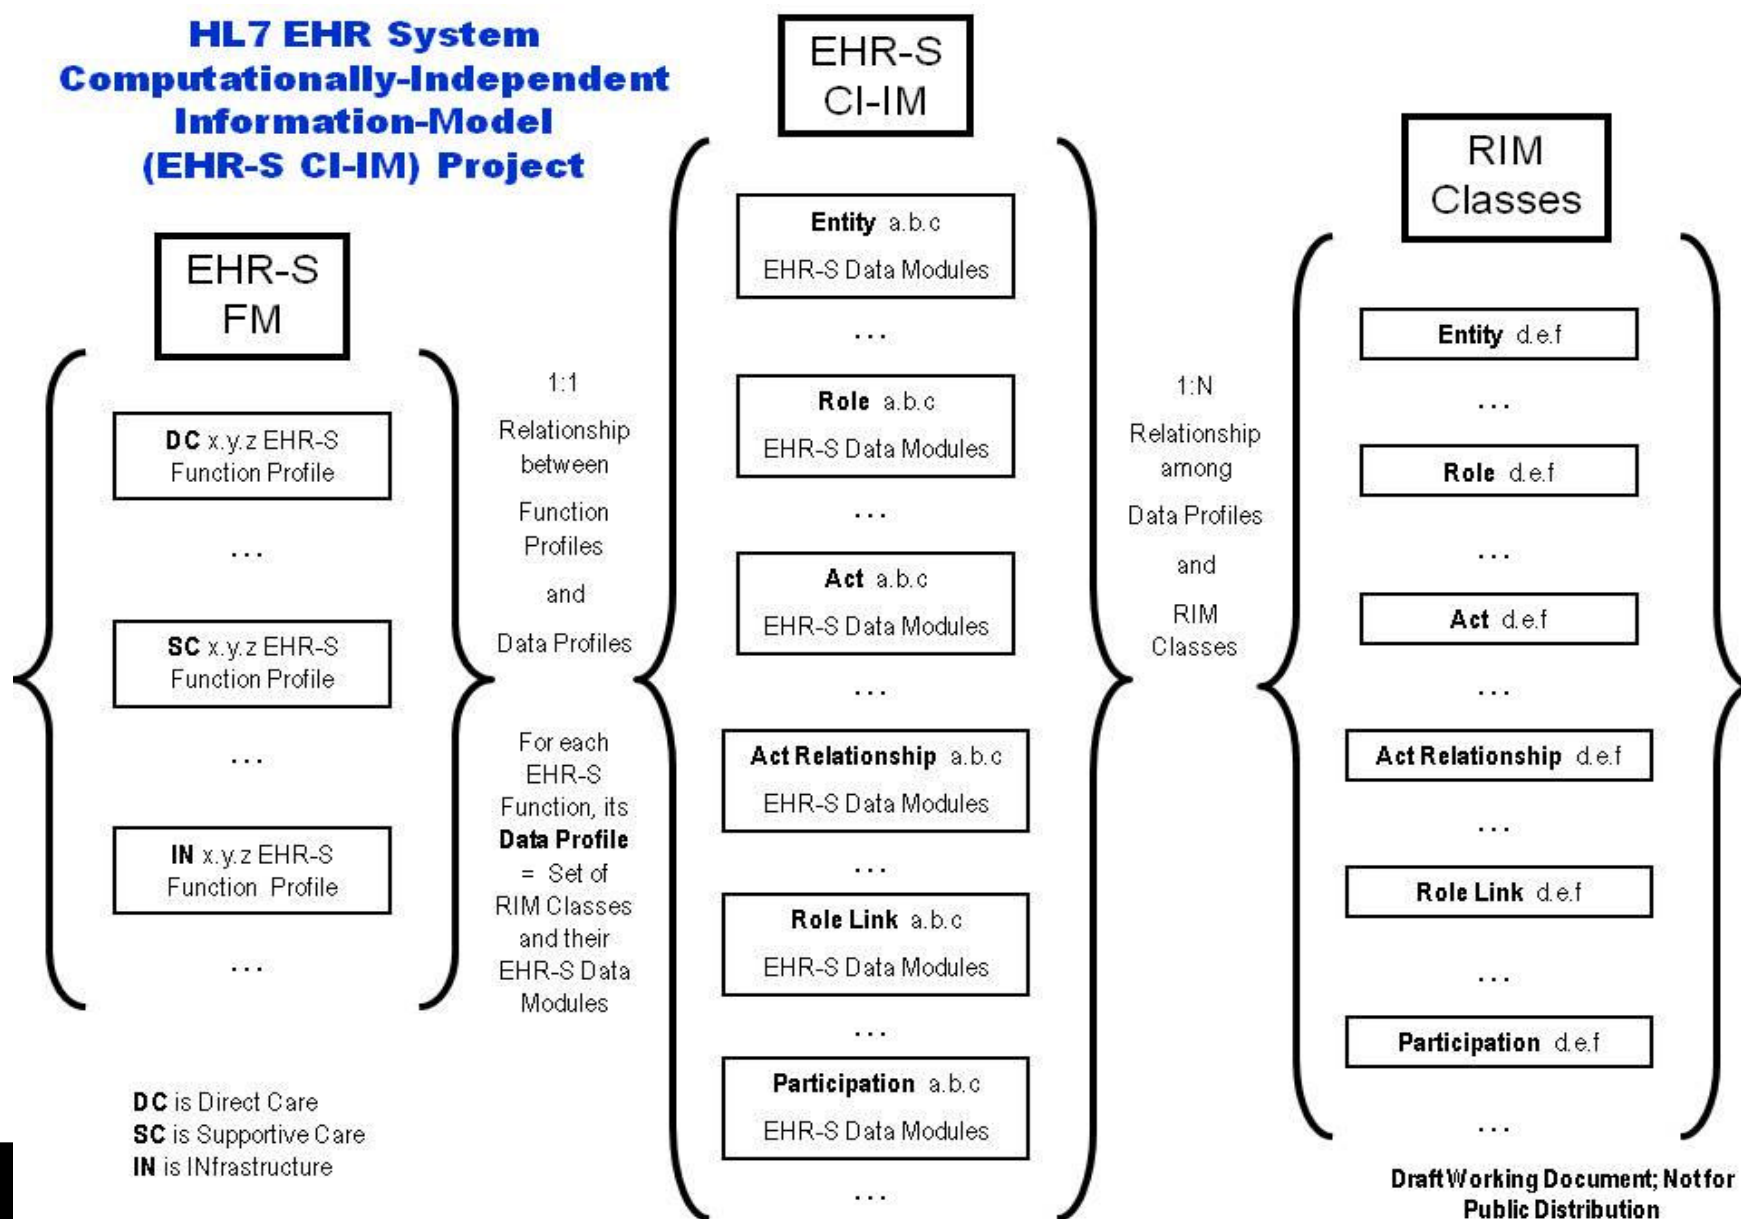 HL7 EHR System
Computationally-Independent
Information-Model
(EHR-S CI-IM) Project
EHR-S
FM
DC x.y.z EHR-S
Function Profile
...
SC x.y.z EHR-S
Function Profile
...
IN x.y.z EHR-S
Function Profile
...
DC is Direct Care
SC is Supportive Care
IN is INfrastructure
1:1
Relationship
between
Function
Profiles
and
Data Profiles
For each
EHR-S
Function, its
Data Profile
= Set of
RIM Classes
and their
EHR-S Data
Modules
EHR-S
CI-IM
Entity a.b.c
EHR-S Data Modules
...
Role a.b.c
EHR-S Data Modules
...
Act a.b.c
EHR-S Data Modules
...
Act Relationship a.b.c
EHR-S Data Modules
...
Role Link a.b.c
EHR-S Data Modules
...
Participation a.b.c
EHR-S Data Modules
...
1:N
Relationship
among
Data Profiles
and
RIM
Classes
RIM
Classes
Entity d.e.f
...
Role d.e.f
...
Act d.e.f
...
Act Relationship d.e.f
...
Role Link d.e.f
...
Participation d.e.f
...
Draft Working Document; Not for
Public Distribution